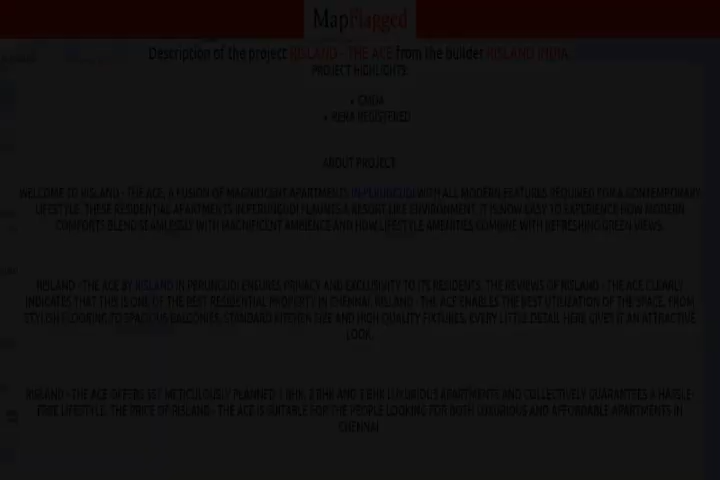 MapFlagged
Description of the project RISLAND - THE ACE from the builder RISLAND INDIA
PROJECT HIGHLIGHTS
• CMDA
• RERA REGISTERED
ABOUT PROJECT
WELCOME TO RISLAND - THE ACE, A FUSION OF MAGNIFICENT APARTMENTS IN PERUNGUDI WITH ALL MODERN FEATURES REQUIRED FOR A CONTEMPORARY
LIFESTYLE. THESE RESIDENTIAL APARTMENTS IN PERUNGUDI FLAUNTS A RESORT LIKE ENVIRONMENT. IT IS NOW EASY TO EXPERIENCE HOW MODERN
COMFORTS BLEND SEAMLESSLY WITH MAGNIFICENT AMBIENCE AND HOW LIFESTYLE AMENITIES COMBINE WITH REFRESHING GREEN VIEWS.
RISLAND - THE ACE BY RISLAND IN PERUNGUDI ENSURES PRIVACY AND EXCLUSIVITY TO ITS RESIDENTS. THE REVIEWS OF RISLAND - THE ACE CLEARLY
INDICATES THAT THIS IS ONE OF THE BEST RESIDENTIAL PROPERTY IN CHENNAI. RISLAND - THE ACE ENABLES THE BEST UTILIZATION OF THE SPACE. FROM
STYLISH FLOORING TO SPACIOUS BALCONIES, STANDARD KITCHEN SIZE AND HIGH QUALITY FIXTURES, EVERY LITTLE DETAIL HERE GIVES IT AN ATTRACTIVE
LOOK.
RISLAND - THE ACE OFFERS METICULOUSLY PLANNED 1 BHK, 2 BHK AND 3 BHK LUXURIOUS APARTMENTS AND COLLECTIVELY GUARANTEES A HASSLE-
FREE LIFESTYLE. THE PRICE OF RISLAND - THE ACE IS SUITABLE FOR THE PEOPLE LOOKING FOR BOTH LUXURIOUS AND AFFORDABLE APARTMENTS IN
CHENNAI.